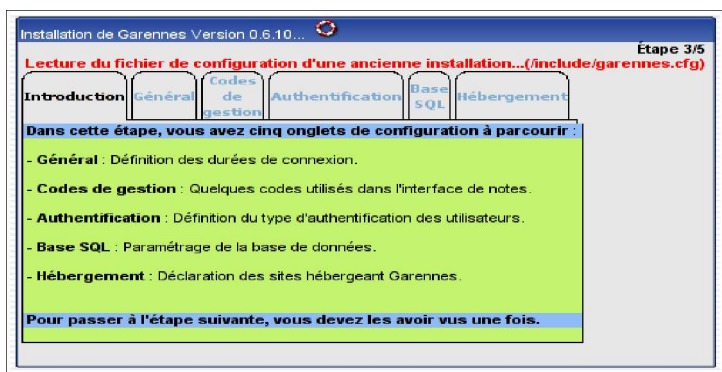 Installation de Garennes Version 0.6.10...
Étape 3/5
Lecture du fichier de configuration d'une ancienne installation...(/include/garennes.cfg)
Introduction
Général
Codes
de
gestion
Authentification
Base
SQL
Hébergement
Dans cette étape, vous avez cinq onglets de configuration à parcourir :
- Général : Définition des durées de connexion.
- Codes de gestion : Quelques codes utilisés dans l'interface de notes.
- Authentification : Définition du type d'authentification des utilisateurs.
- Base SQL : Paramétrage de la base de données.
- Hébergement : Déclaration des sites hébergeant Garennes.
Pour passer à l'étape suivante, vous devez les avoir vus une fois.